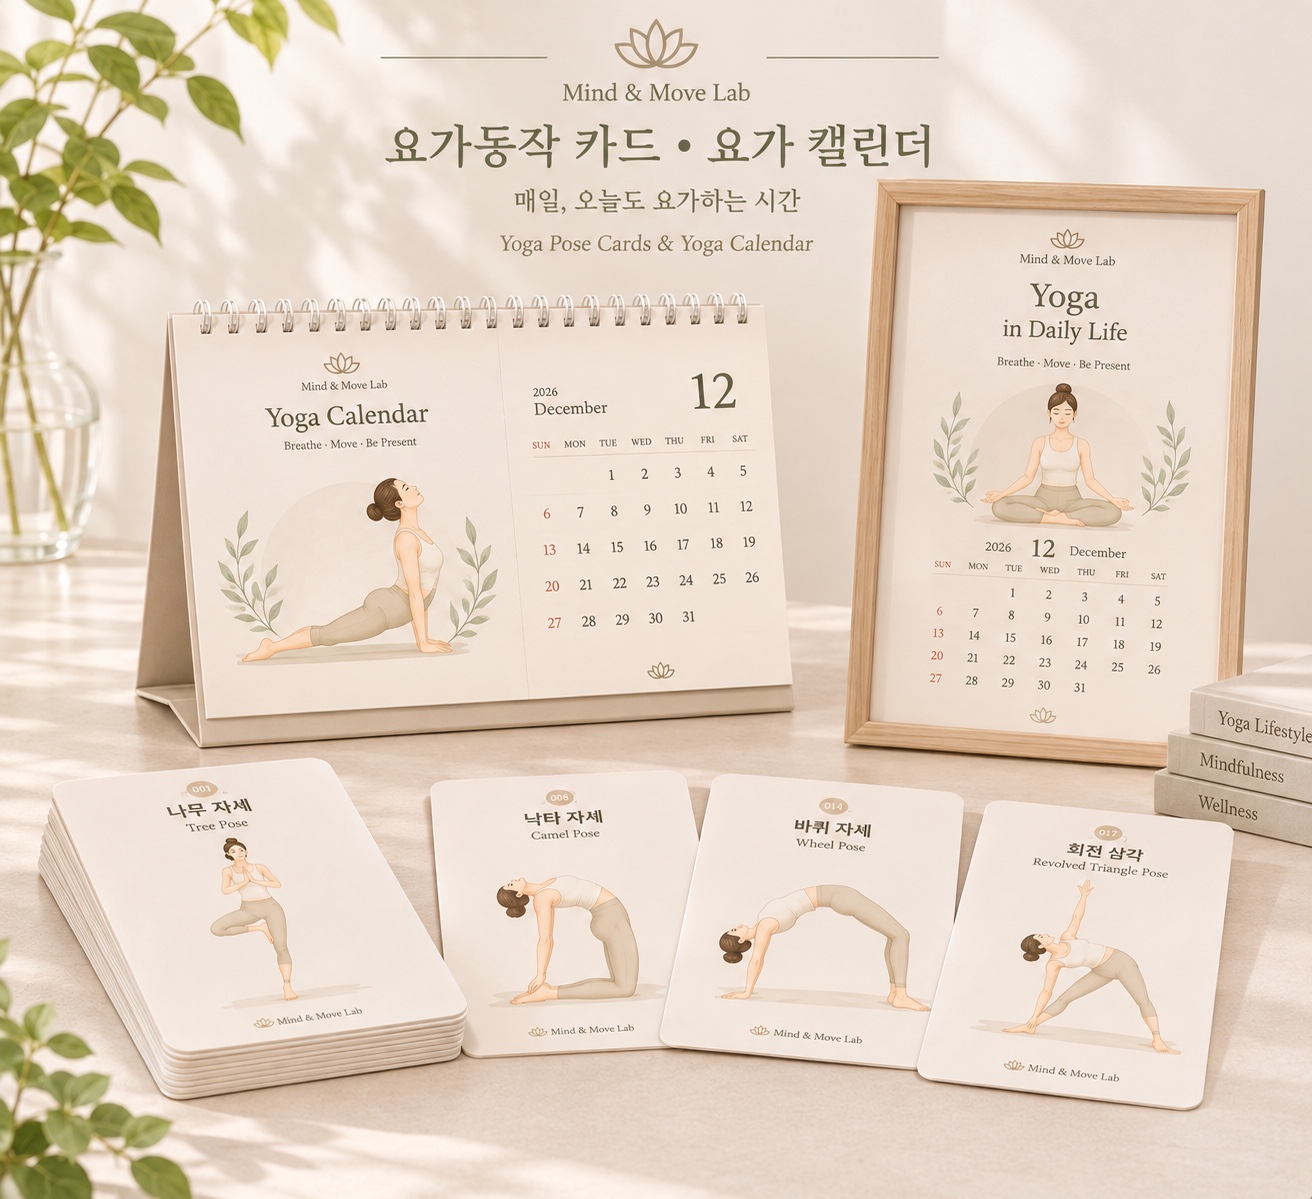 Mind & Move Lab
요가동작 카드 • 요가 캘린더
매일, 오늘도 요가하는 시간
Yoga Pose Cards & Yoga Calendar
Mind & Move Lab
Yoga Calendar
Breathe · Move · Be Present
2026
December
12
SUN MON TUE WED THU FRI SAT
1 2 3 4 5
6 7 8 9 10 11 12
13 14 15 16 17 18 19
20 21 22 23 24 25 26
27 28 29 30 31
Mind & Move Lab
Yoga
in Daily Life
Breathe · Move · Be Present
2026 12 December
SUN MON TUE WED THU FRI SAT
1 2 3 4 5
6 7 8 9 10 11 12
13 14 15 16 17 18 19
20 21 22 23 24 25 26
27 28 29 30 31
Yoga Lifestyle
Mindfulness
Wellness
001
나무 자세
Tree Pose
Mind & Move Lab
008
낙타 자세
Camel Pose
Mind & Move Lab
014
바퀴 자세
Wheel Pose
Mind & Move Lab
017
회전 삼각
Revolved Triangle Pose
Mind & Move Lab